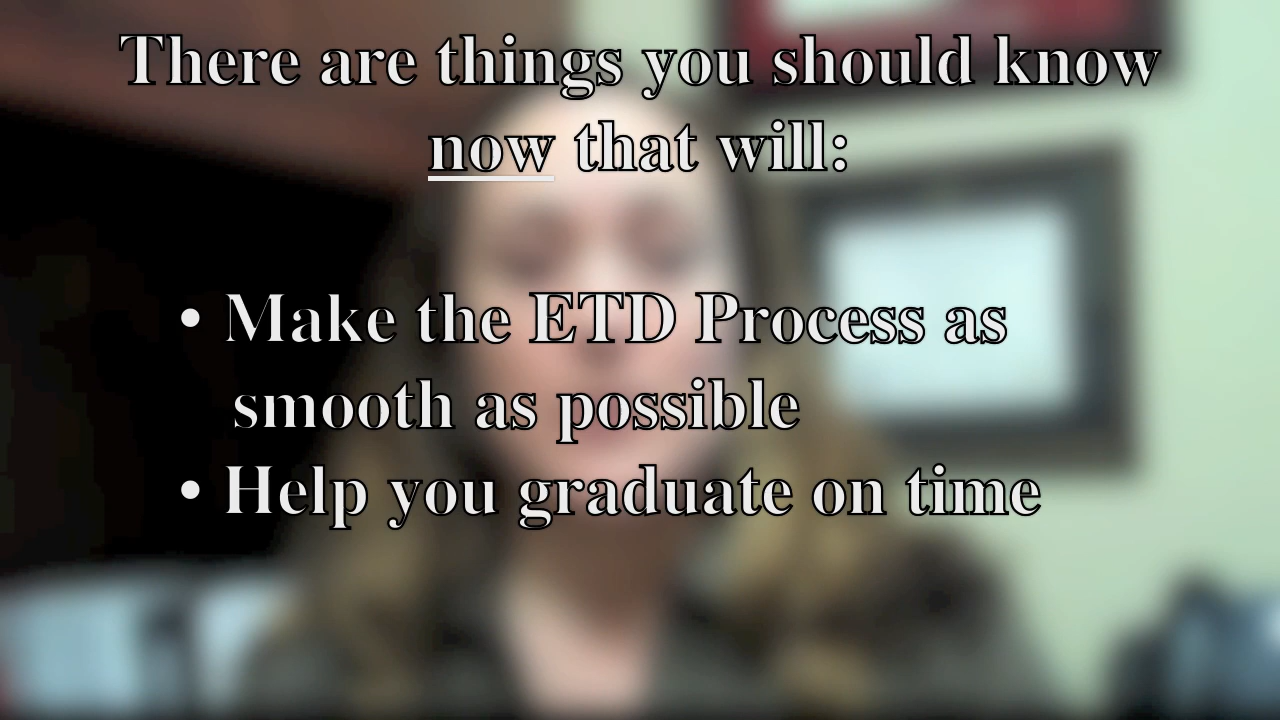 There are things you should know
now that will:
• Make the ETD Process as
smooth as possible
• Help you graduate on time